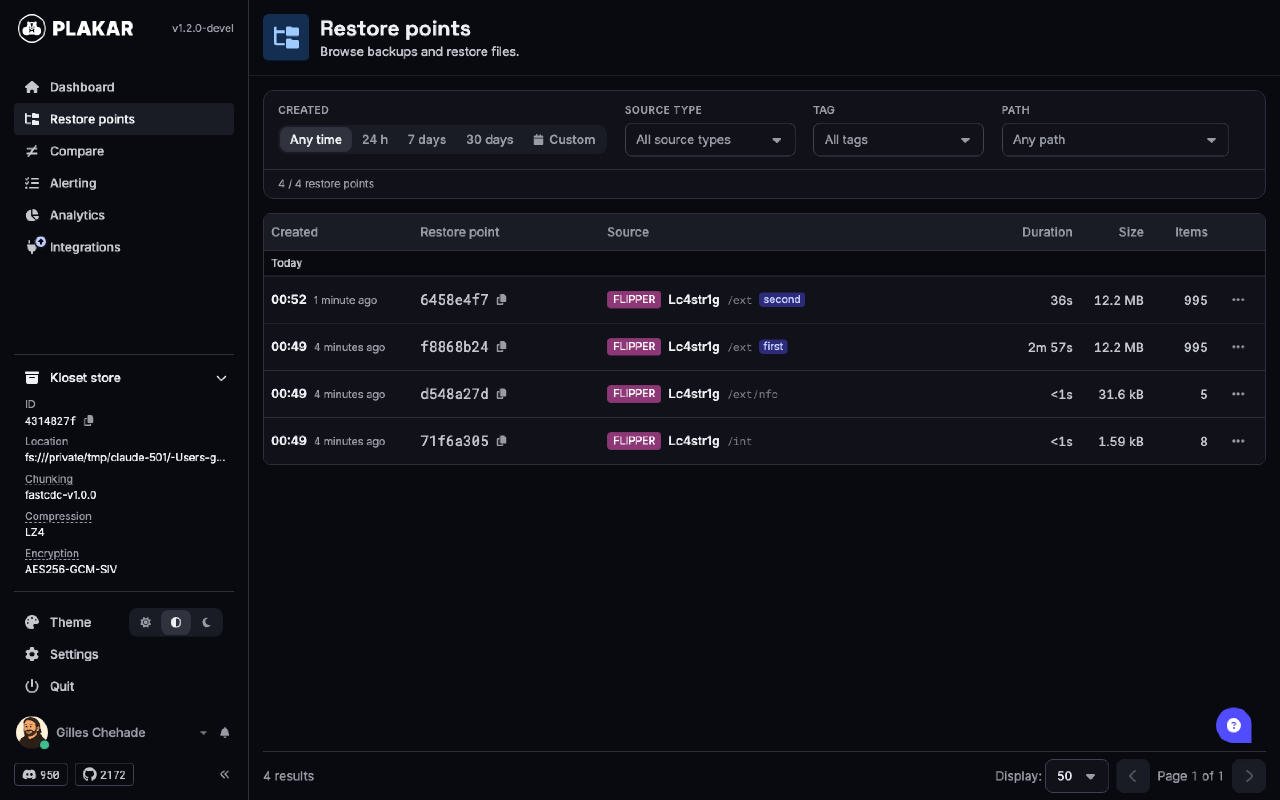 PLAKAR
v1.2.0-devel
Dashboard
Restore points
Compare
Alerting
Analytics
Integrations
Kloset store
ID
4314827f
Location
fs:///private/tmp/claude-501/-Users-g...
Chunking
fastcdc-v1.0.0
Compression
LZ4
Encryption
AES256-GCM-SIV
Theme
Settings
Quit
Gilles Chehade
950 2172
Restore points
Browse backups and restore files.
CREATED SOURCE TYPE TAG PATH
Any time 24 h 7 days 30 days Custom All source types All tags Any path
4 / 4 restore points
Created Restore point Source Duration Size Items
Today
00:52 1 minute ago 6458e4f7 FLIPPER Lc4str1g /ext second 36s 12.2 MB 995
00:49 4 minutes ago f8868b24 FLIPPER Lc4str1g /ext first 2m 57s 12.2 MB 995
00:49 4 minutes ago d548a27d FLIPPER Lc4str1g /ext/nfc <1s 31.6 kB 5
00:49 4 minutes ago 71f6a305 FLIPPER Lc4str1g /int <1s 1.59 kB 8
4 results Display: 50 Page 1 of 1